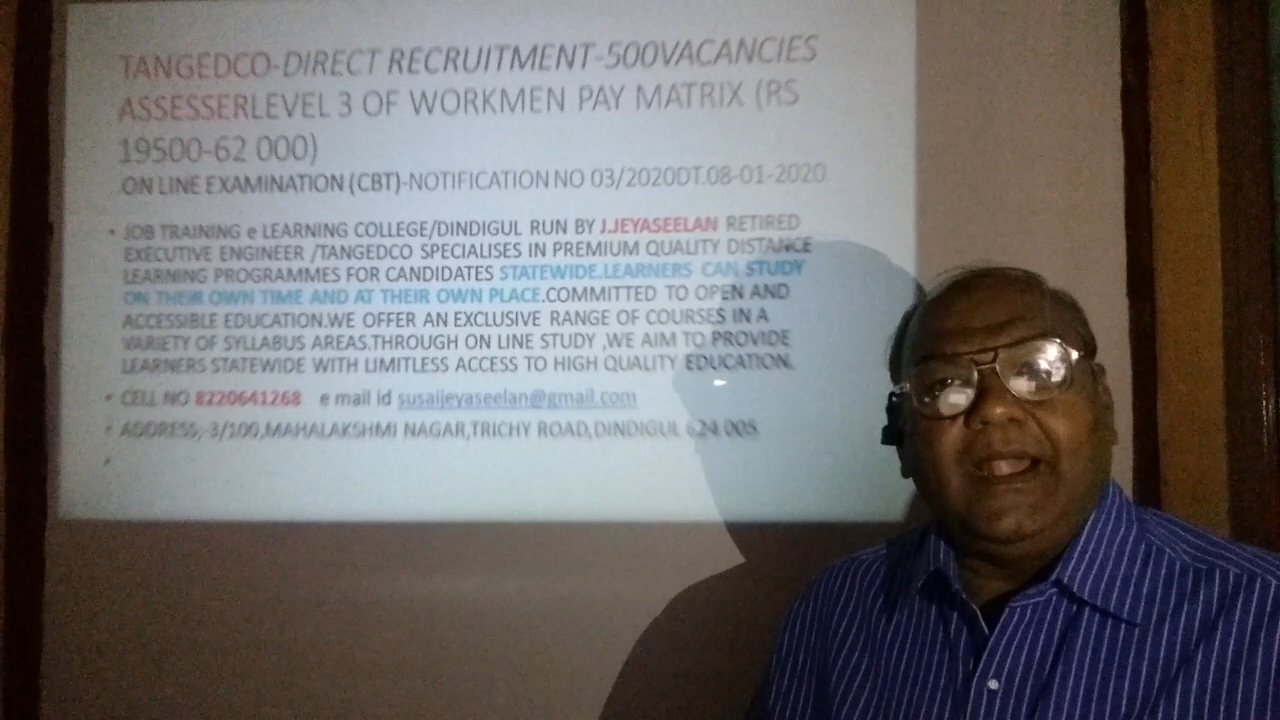 TANGEDCO-DIRECT RECRUITMENT-500VACANCIES
ASSESSERLEVEL 3 OF WORKMEN PAY MATRIX (RS
19500-62 000)
ON LINE EXAMINATION (CBT)-NOTIFICATION NO 03/2020DT.08-01-2020
• JOB TRAINING e LEARNING COLLEGE/DINDIGUL RUN BY J.JEYASEELAN RETIRED
EXECUTIVE ENGINEER /TANGEDCO SPECIALISES IN PREMIUM QUALITY DISTANCE
LEARNING PROGRAMMES FOR CANDIDATES STATEWIDE.LEARNERS CAN STUDY
ON THEIR OWN TIME AND AT THEIR OWN PLACE.COMMITTED TO OPEN AND
ACCESSIBLE EDUCATION.WE OFFER AN EXCLUSIVE RANGE OF COURSES IN A
VARIETY OF SYLLABUS AREAS.THROUGH ON LINE STUDY ,WE AIM TO PROVIDE
LEARNERS STATEWIDE WITH LIMITLESS ACCESS TO HIGH QUALITY EDUCATION.
• CELL NO 8220641268 e mail id susaijeyaseelan@gmail.com
• ADDRESS,-3/100,MAHALAKSHMI NAGAR,TRICHY ROAD,DINDIGUL 624 005